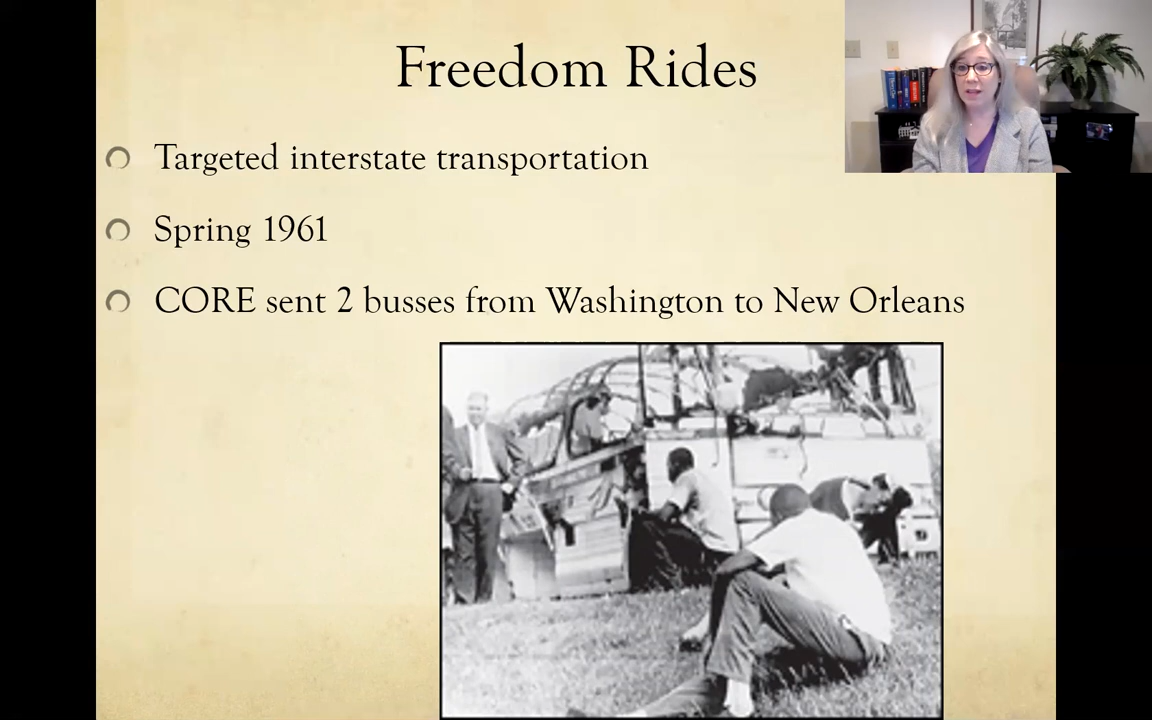 Freedom Rides
Targeted interstate transportation
Spring 1961
CORE sent 2 busses from Washington to New Orleans